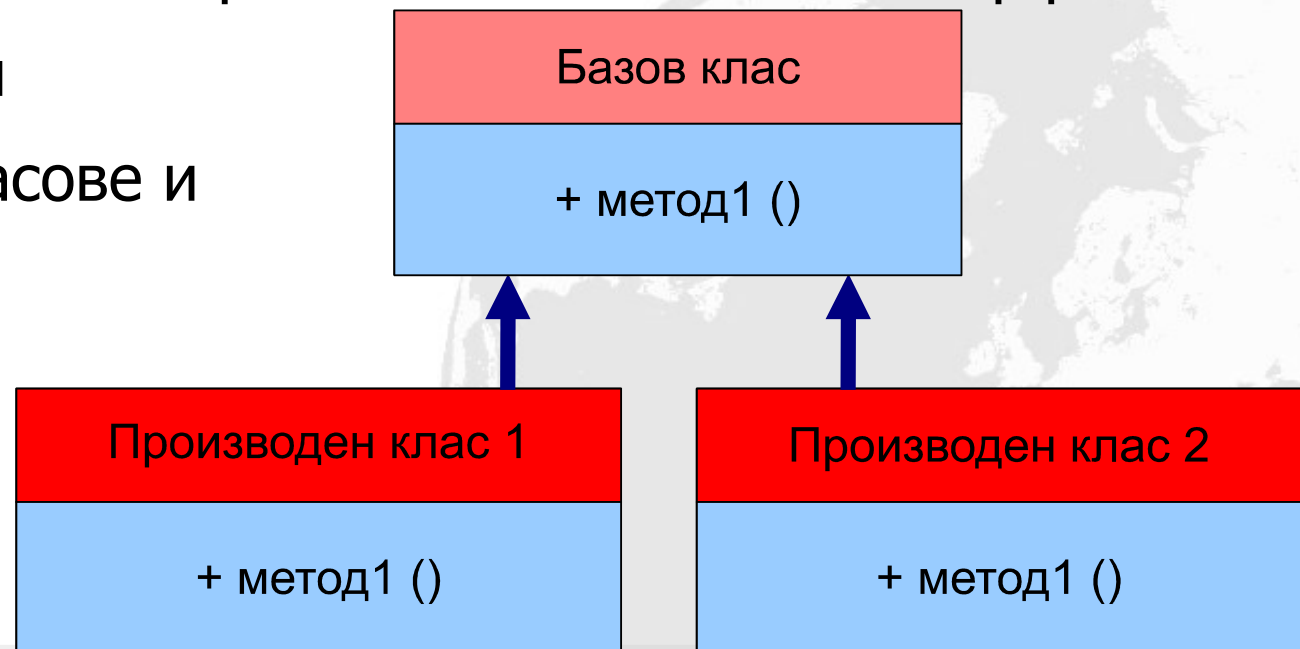 Базов клас
+ метод1 ()
асове и
Производен клас 1
Производен клас 2
+ метод1 ()
+ метод1 ()